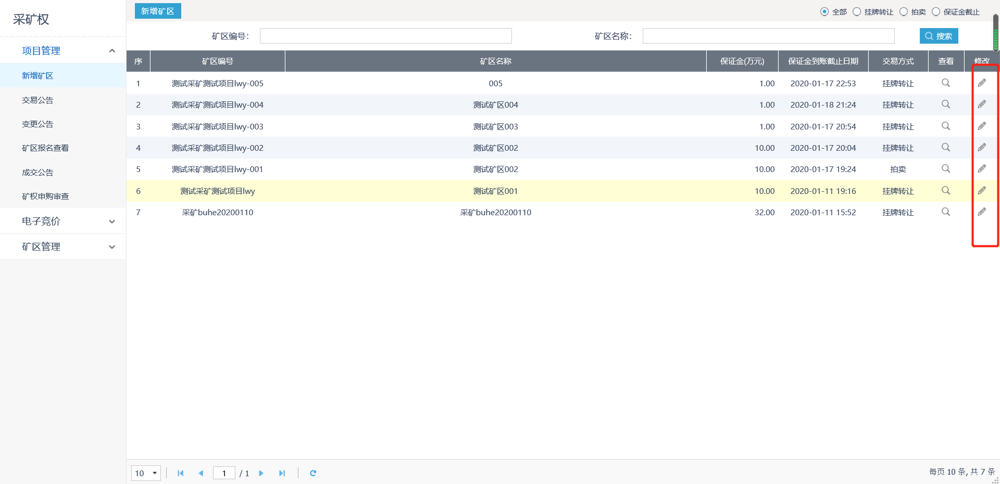 采矿权
项目管理
新增矿区
交易公告
变更公告
矿区报名查看
成交公告
矿权申购审查
电子竞价
矿区管理
新增矿区
全部 挂牌转让 拍卖 保证金截止
矿区编号： 矿区名称： 搜索
序 矿区编号 矿区名称 保证金(万元) 保证金到账截止日期 交易方式 查看 修改
1 测试采矿测试项目lwy-005 005 1.00 2020-01-17 22:53 挂牌转让
2 测试采矿测试项目lwy-004 测试矿区004 1.00 2020-01-18 21:24 挂牌转让
3 测试采矿测试项目lwy-003 测试矿区003 1.00 2020-01-17 20:54 挂牌转让
4 测试采矿测试项目lwy-002 测试矿区002 10.00 2020-01-17 20:04 挂牌转让
5 测试采矿测试项目lwy-001 测试矿区002 10.00 2020-01-17 19:24 拍卖
6 测试采矿测试项目lwy 测试矿区001 10.00 2020-01-11 19:16 挂牌转让
7 采矿buhe20200110 采矿buhe20200110 32.00 2020-01-11 15:52 挂牌转让
10 1 / 1 每页 10 条, 共 7 条